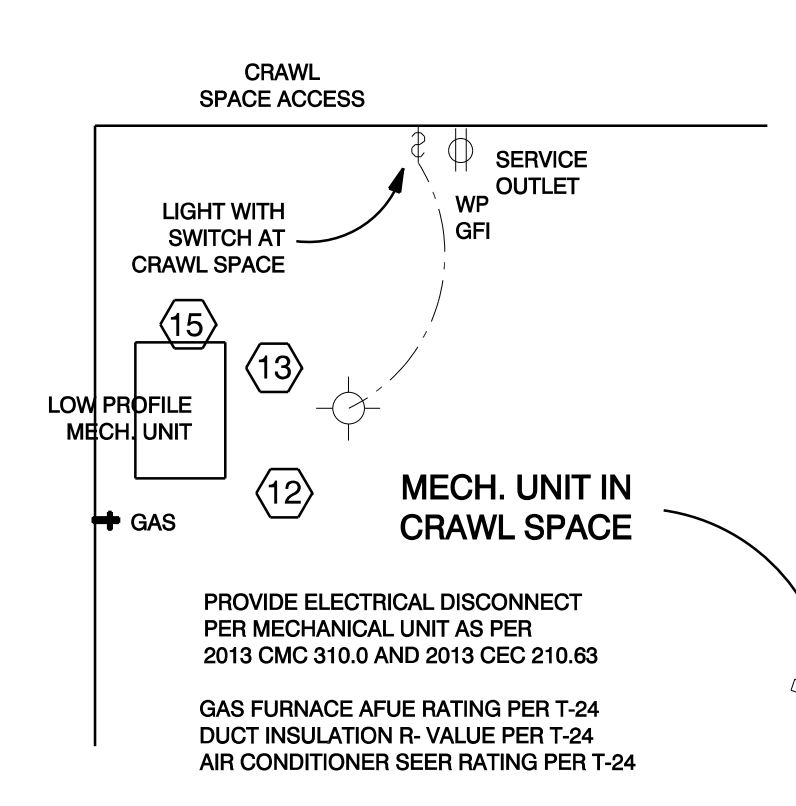 CRAWL
SPACE ACCESS
SERVICE
OUTLET
WP
GFI
LIGHT WITH
SWITCH AT
CRAWL SPACE
15
13
LOW PROFILE
MECH. UNIT
12
MECH. UNIT IN
CRAWL SPACE
GAS
PROVIDE ELECTRICAL DISCONNECT
PER MECHANICAL UNIT AS PER
2013 CMC 310.0 AND 2013 CEC 210.63
GAS FURNACE AFUE RATING PER T-24
DUCT INSULATION R- VALUE PER T-24
AIR CONDITIONER SEER RATING PER T-24